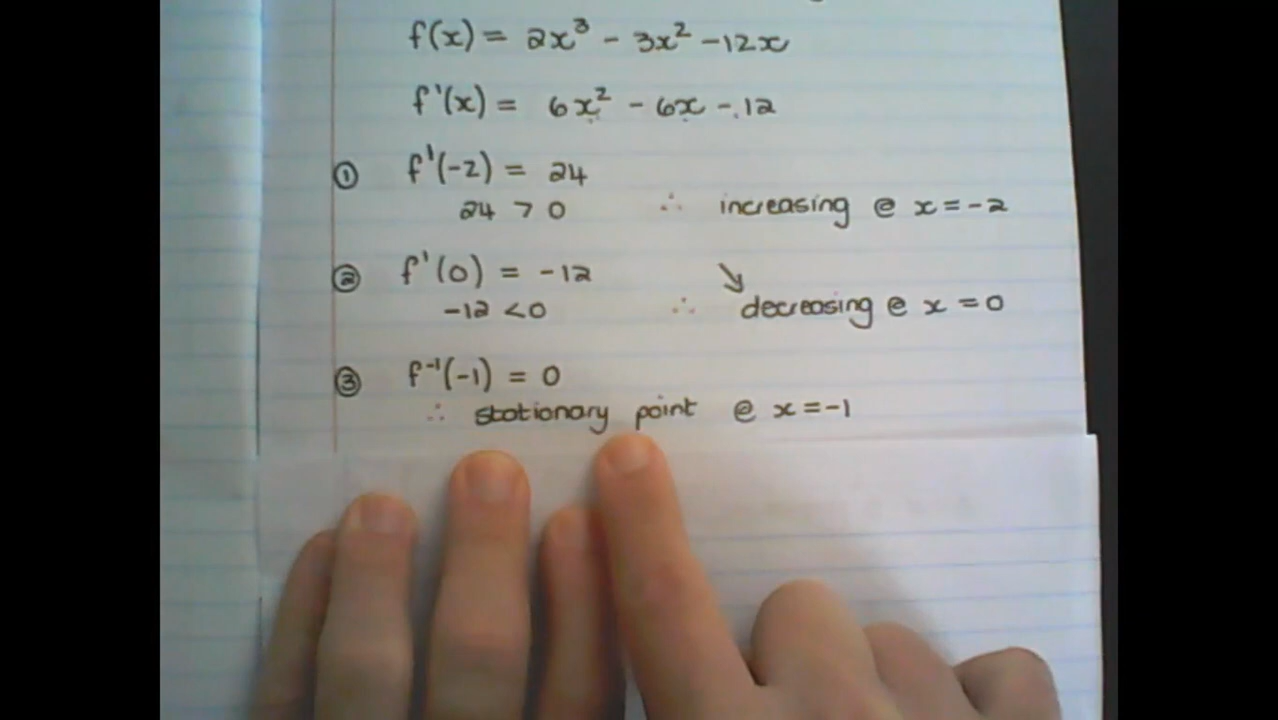 f(x) = 2x³ - 3x² - 12x
f'(x) = 6x² - 6x - 12
① f'(-2) = 24
24 > 0 ∴ increasing @ x = -2
② f'(0) = -12 ↘
-12 < 0 ∴ decreasing @ x = 0
③ f⁻¹(-1) = 0
∴ stationary point @ x = -1